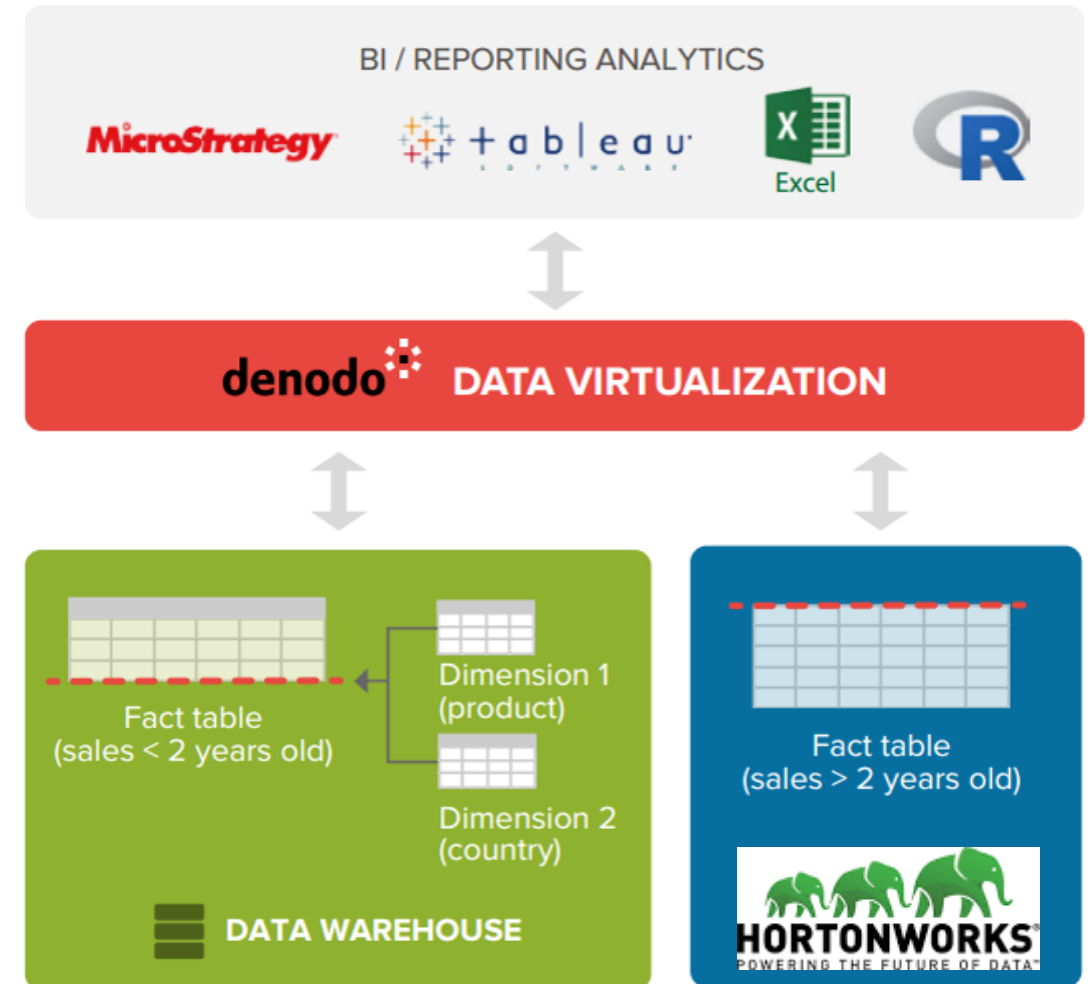 BI / REPORTING ANALYTICS
MicroStrategy
+ a b | e a u
S O F T W A R E
X
Excel
R
denodo DATA VIRTUALIZATION
Fact table
(sales < 2 years old)
Dimension 1
(product)
Dimension 2
(country)
DATA WAREHOUSE
Fact table
(sales > 2 years old)
HORTONWORKS®
POWERING THE FUTURE OF DATA™